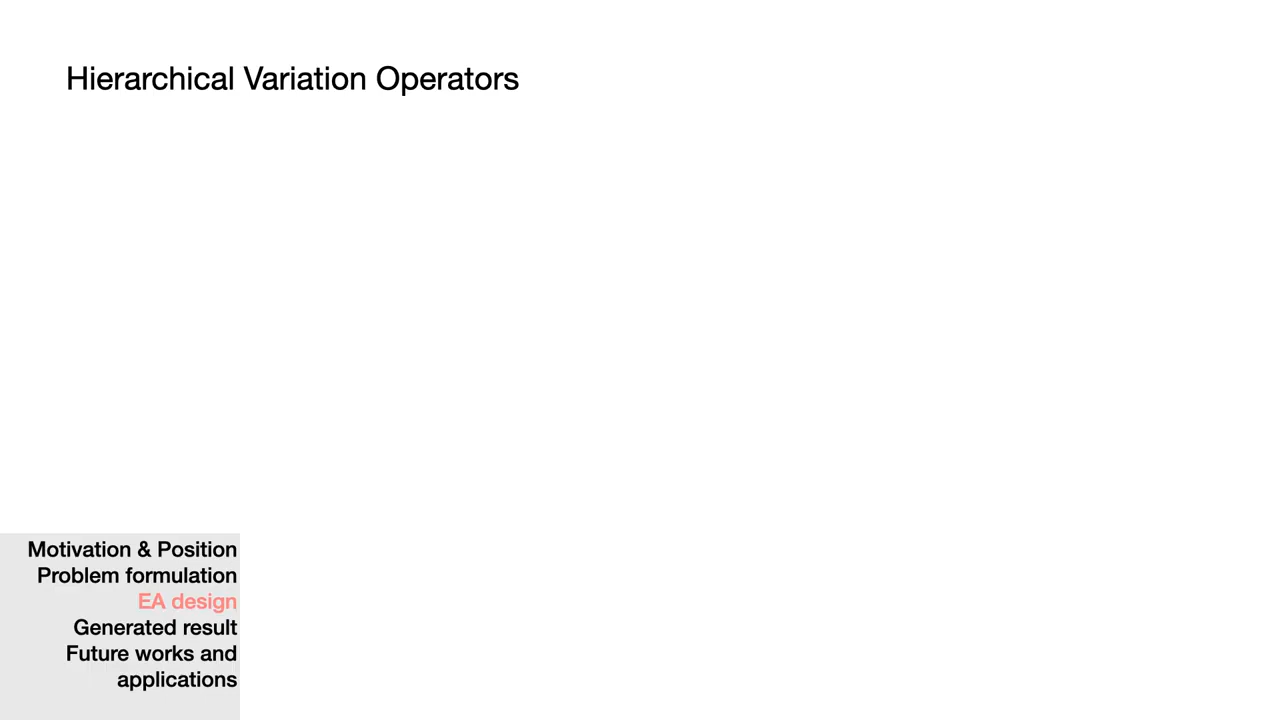 Hierarchical Variation Operators
Motivation & Position
Problem formulation
EA design
Generated result
Future works and
applications